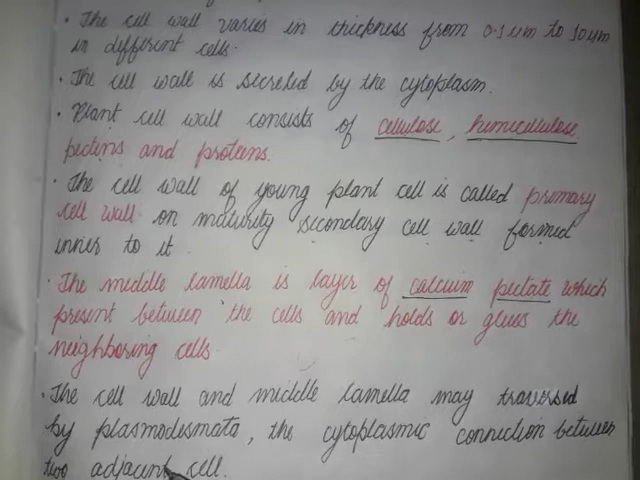 · The cell wall varies in thickness from 0.1 um to 10 um
in different cells.
· The cell wall is secreted by the cytoplasm.
· Plant cell wall consists of cellulose, hemicellulose,
pectins and proteins.
· The cell wall of young plant cell is called primary
cell wall on maturity secondary cell wall formed
inner to it.
· The middle lamella is layer of calcium pectate which
present between the cells and holds or glues the
neighboring cells.
· The cell wall and middle lamella may traversed
by plasmodesmata, the cytoplasmic connection between
two adjacent cell.